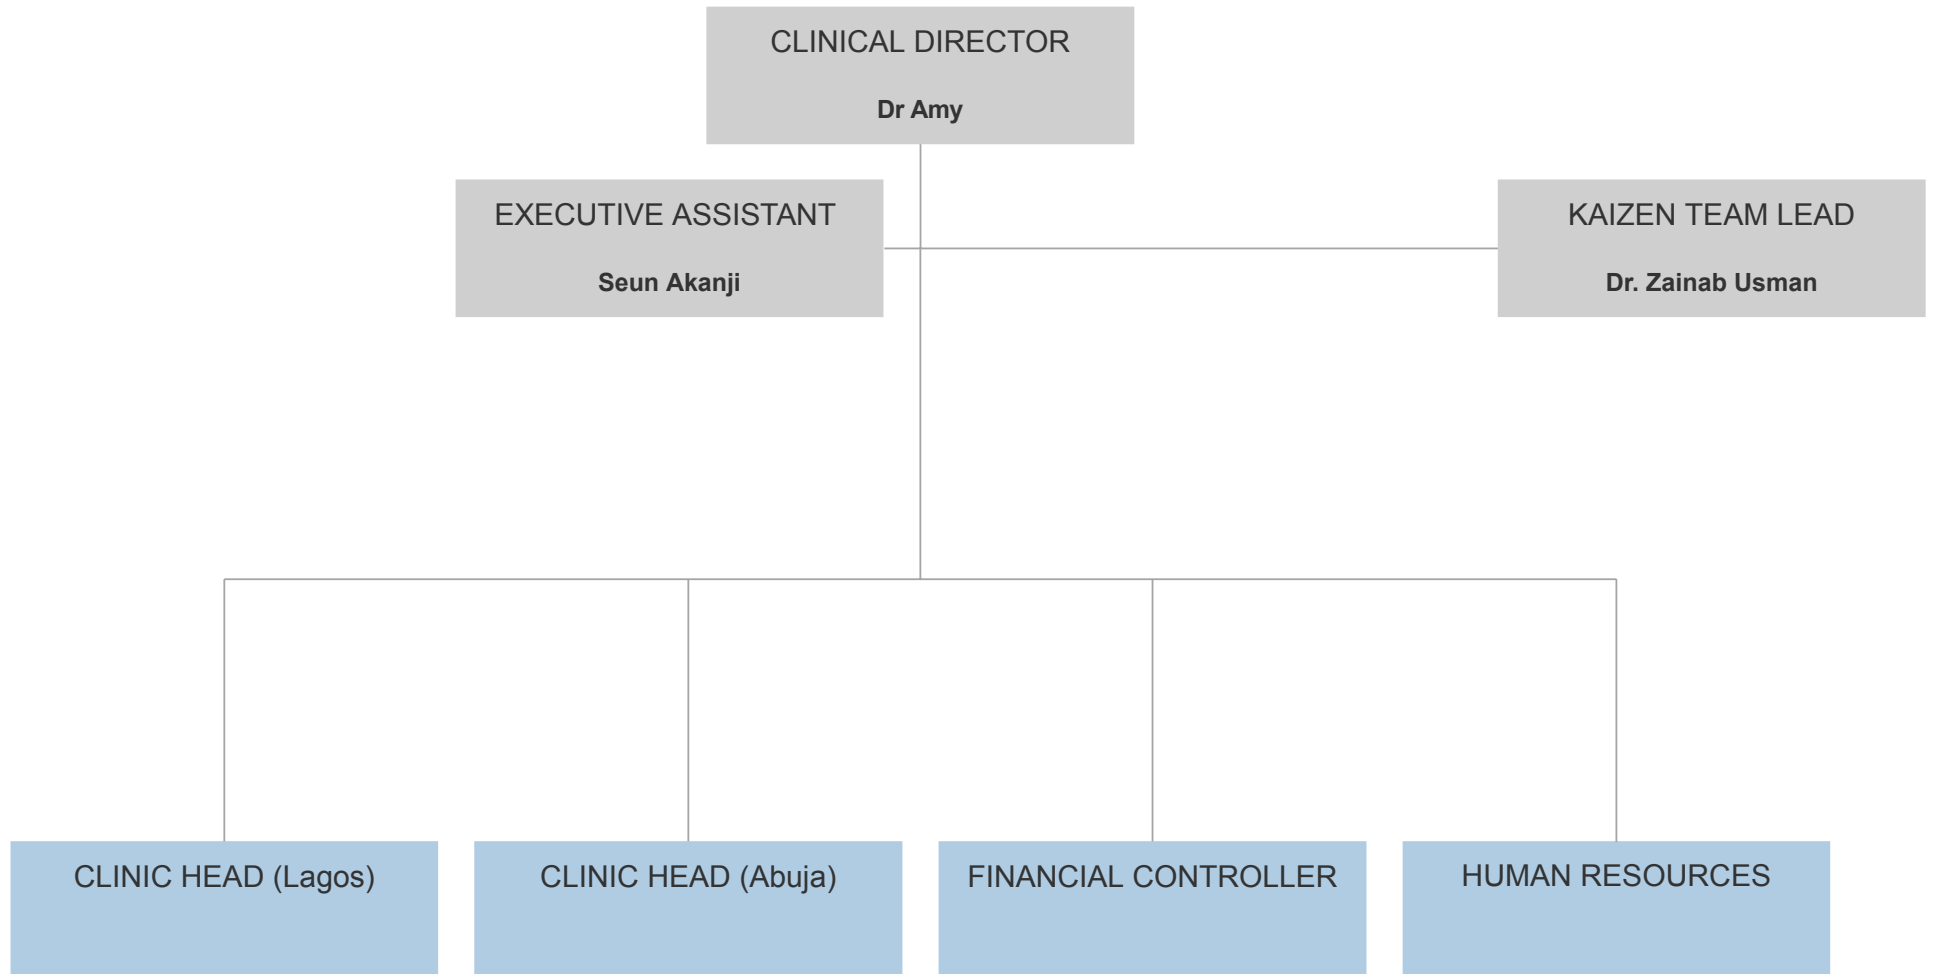 CLINICAL DIRECTOR
Dr Amy
EXECUTIVE ASSISTANT
Seun Akanji
KAIZEN TEAM LEAD
Dr. Zainab Usman
CLINIC HEAD (Lagos)
CLINIC HEAD (Abuja)
FINANCIAL CONTROLLER
HUMAN RESOURCES